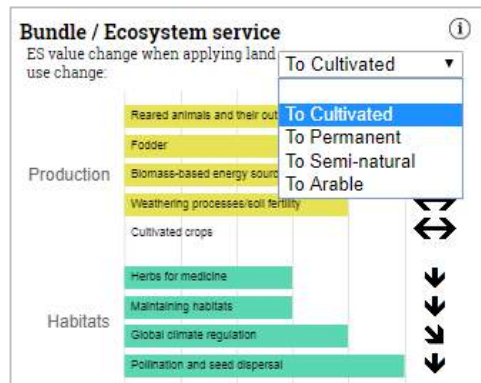 Bundle / Ecosystem service
ES value change when applying land
use change:
To Cultivated
To Cultivated
To Permanent
To Semi-natural
To Arable
Production
Reared animals and their out
Fodder
Biomass-based energy sourc
Weathering processes/soil fertility
Cultivated crops
Habitats
Herbs for medicine
Maintaining habitats
Global climate regulation
Pollination and seed dispersal